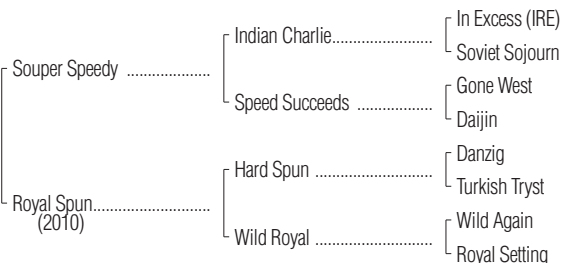 In Excess (IRE)
Indian Charlie........................
Soviet Sojourn
Souper Speedy ....................
Gone West
Speed Succeeds ..................
Daijin
Danzig
Hard Spun ............................
Turkish Tryst
Royal Spun............................
(2010)
Wild Again
Wild Royal ............................
Royal Setting